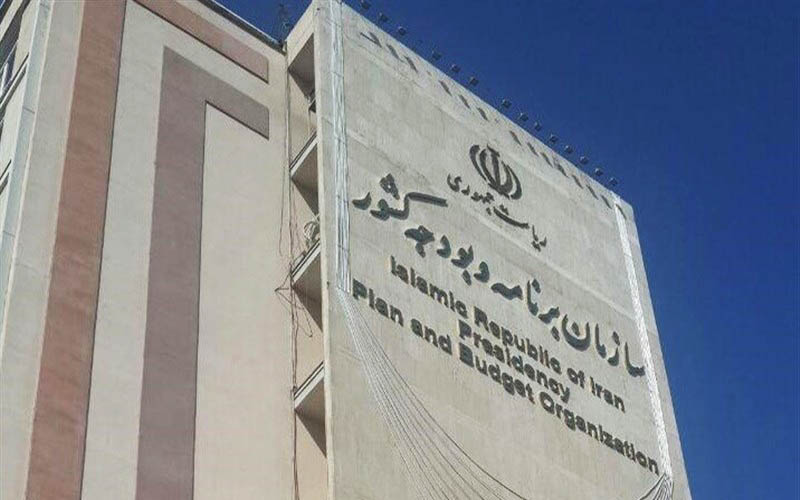 ریاست جمهوری
سازمان برنامه و بودجه کشور
Islamic Republic of Iran
Presidency
Plan and Budget Organization